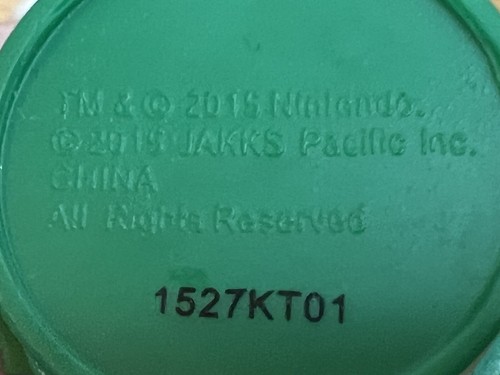 TM & © 2015 Nintendo.
© 2015 JAKKS Pacific Inc.
CHINA
All Rights Reserved
1527KT01